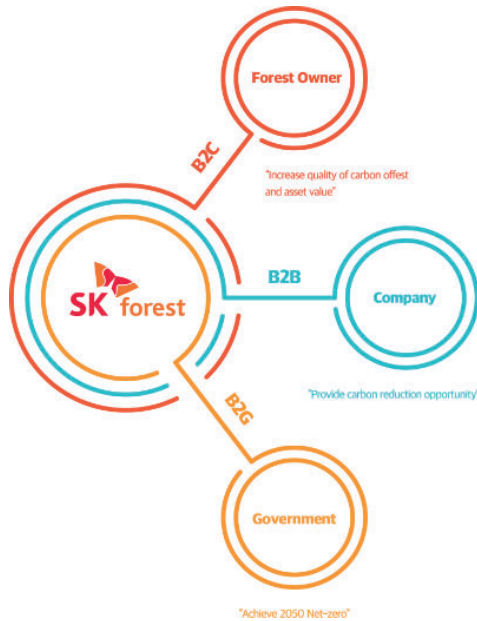 Forest Owner
B2C
"Increase quality of carbon offest
and asset value"
SK forest
B2B
Company
"Provide carbon reduction opportunity"
B2G
Government
"Achieve 2050 Net-zero"